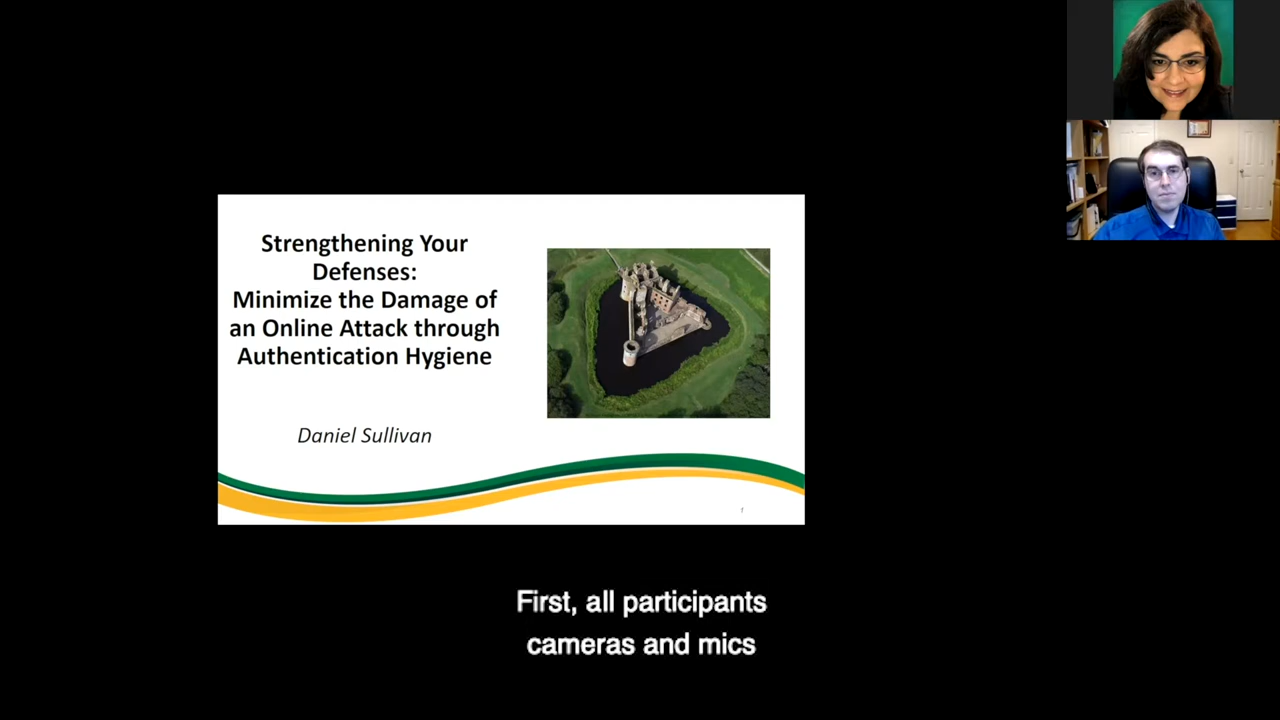 Strengthening Your
Defenses:
Minimize the Damage of
an Online Attack through
Authentication Hygiene
Daniel Sullivan
1
First, all participants
cameras and mics